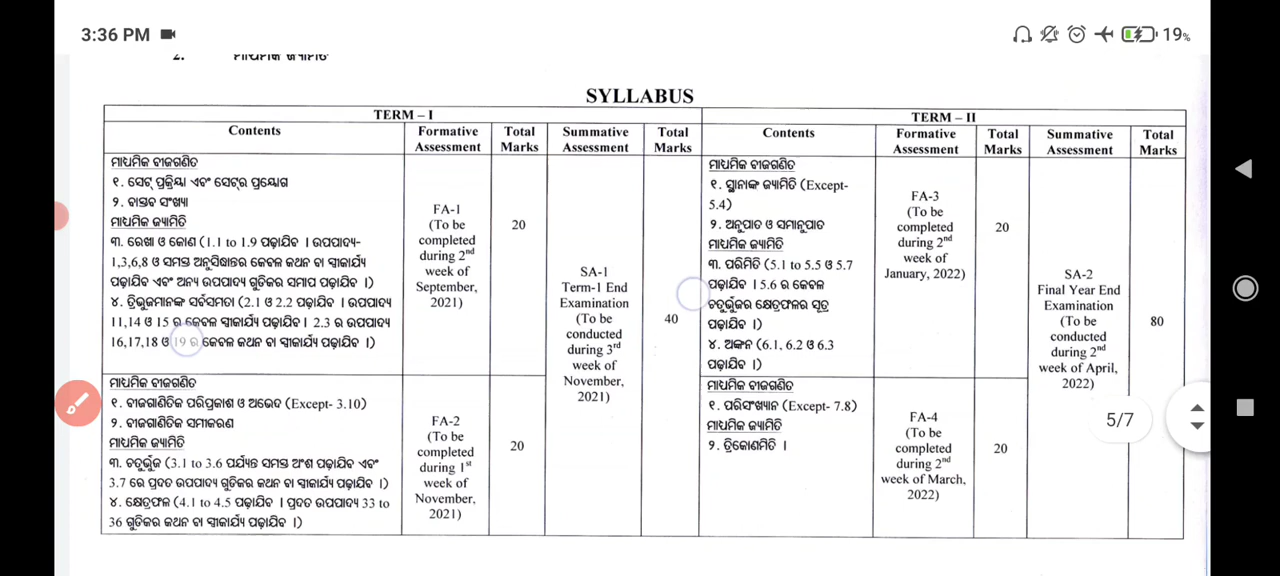 3:36 PM
19%
2.
SYLLABUS
TERM – I
TERM – II
Contents
Formative Assessment
Total Marks
Summative Assessment
Total Marks
Contents
Formative Assessment
Total Marks
Summative Assessment
Total Marks
ମାଧ୍ୟମିକ ବୀଜଗଣିତ
୧. ସେଟ୍ ପ୍ରକ୍ରିୟା ଏବଂ ସେଟ୍‌ର ପ୍ରୟୋଗ
୨. ବାସ୍ତବ ସଂଖ୍ୟା
ମାଧ୍ୟମିକ ଜ୍ୟାମିତି
୩. ରେଖା ଓ କୋଣ (1.1 to 1.9 ପଢ଼ାଯିବ । ଉପପାଦ୍ୟ-
1,3,6,8 ଓ ସମସ୍ତ ଅନୁସିଦ୍ଧାନ୍ତର କେବଳ କଥନ ବା ସ୍ୱୀକାର୍ଯ୍ୟ
ପଢ଼ାଯିବ ଏବଂ ଅନ୍ୟ ଉପପାଦ୍ୟ ଗୁଡ଼ିକର ସମାପ ପଢ଼ାଯିବ ।)
୪. ତ୍ରିଭୁଜମାନଙ୍କ ସର୍ବସମତା (2.1 ଓ 2.2 ପଢ଼ାଯିବ । ଉପପାଦ୍ୟ
11,14 ଓ 15 ର କେବଳ ସ୍ୱୀକାର୍ଯ୍ୟ ପଢ଼ାଯିବ । 2.3 ର ଉପପାଦ୍ୟ
16,17,18 ଓ 19 ର କେବଳ କଥନ ବା ସ୍ୱୀକାର୍ଯ୍ୟ ପଢ଼ାଯିବ ।)
FA-1
(To be
completed
during 2nd
week of
September,
2021)
20
SA-1
Term-1 End
Examination
(To be
conducted
during 3rd
week of
November,
2021)
40
ମାଧ୍ୟମିକ ବୀଜଗଣିତ
୧. ସ୍ଥାନାଙ୍କ ଜ୍ୟାମିତି (Except-
5.4)
୨. ଅନୁପାତ ଓ ସମାନୁପାତ
ମାଧ୍ୟମିକ ଜ୍ୟାମିତି
୩. ପରିମିତି (5.1 to 5.5 ଓ 5.7
ପଢ଼ାଯିବ । 5.6 ର କେବଳ
ଚତୁର୍ଭୁଜର କ୍ଷେତ୍ରଫଳର ସୂତ୍ର
ପଢ଼ାଯିବ ।)
୪. ଅଙ୍କନ (6.1, 6.2 ଓ 6.3
ପଢ଼ାଯିବ ।)
FA-3
(To be
completed
during 2nd
week of
January, 2022)
20
SA-2
Final Year End
Examination
(To be
conducted
during 2nd
week of April,
2022)
80
ମାଧ୍ୟମିକ ବୀଜଗଣିତ
୧. ବୀଜଗାଣିତିକ ପରିପ୍ରକାଶ ଓ ଅଭେଦ (Except- 3.10)
୨. ବୀଜଗାଣିତିକ ସମୀକରଣ
ମାଧ୍ୟମିକ ଜ୍ୟାମିତି
୩. ଚତୁର୍ଭୁଜ (3.1 to 3.6 ପର୍ଯ୍ୟନ୍ତ ସମସ୍ତ ଅଂଶ ପଢ଼ାଯିବ ଏବଂ
3.7 ରେ ପ୍ରଦତ୍ତ ଉପପାଦ୍ୟ ଗୁଡ଼ିକର କଥନ ବା ସ୍ୱୀକାର୍ଯ୍ୟ ପଢ଼ାଯିବ ।)
୪. କ୍ଷେତ୍ରଫଳ (4.1 to 4.5 ପଢ଼ାଯିବ । ପ୍ରଦତ୍ତ ଉପପାଦ୍ୟ 33 to
36 ଗୁଡ଼ିକର କଥନ ବା ସ୍ୱୀକାର୍ଯ୍ୟ ପଢ଼ାଯିବ ।)
FA-2
(To be
completed
during 1st
week of
November,
2021)
20
ମାଧ୍ୟମିକ ବୀଜଗଣିତ
୧. ପରିସଂଖ୍ୟାନ (Except- 7.8)
ମାଧ୍ୟମିକ ଜ୍ୟାମିତି
୨. ତ୍ରିକୋଣମିତି ।
FA-4
(To be
completed
during 2nd
week of March,
2022)
20
5/7